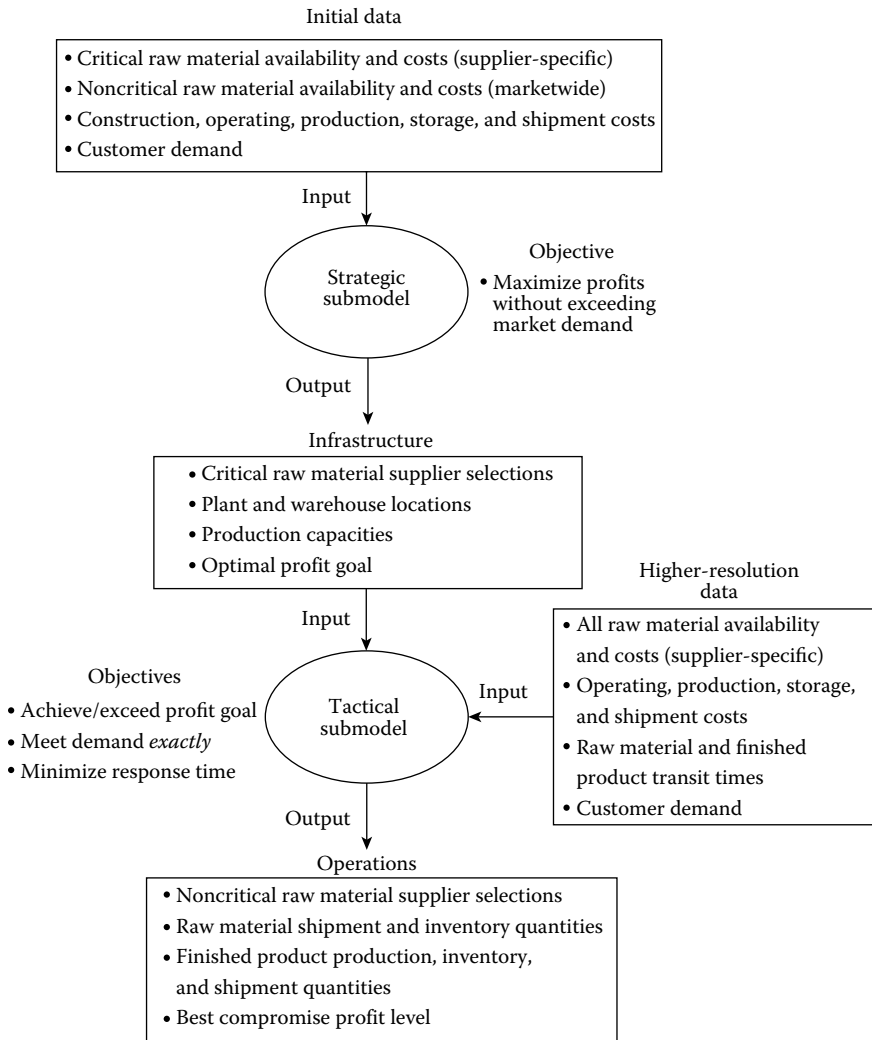 Initial data
• Critical raw material availability and costs (supplier-specific)
• Noncritical raw material availability and costs (marketwide)
• Construction, operating, production, storage, and shipment costs
• Customer demand
Input
Strategic
submodel
Objective
• Maximize profits
without exceeding
market demand
Output
Infrastructure
• Critical raw material supplier selections
• Plant and warehouse locations
• Production capacities
• Optimal profit goal
Higher-resolution
data
• All raw material availability
and costs (supplier-specific)
• Operating, production, storage,
and shipment costs
• Raw material and finished
product transit times
• Customer demand
Input
Input
Objectives
• Achieve/exceed profit goal
• Meet demand exactly
• Minimize response time
Tactical
submodel
Output
Operations
• Noncritical raw material supplier selections
• Raw material shipment and inventory quantities
• Finished product production, inventory,
and shipment quantities
• Best compromise profit level